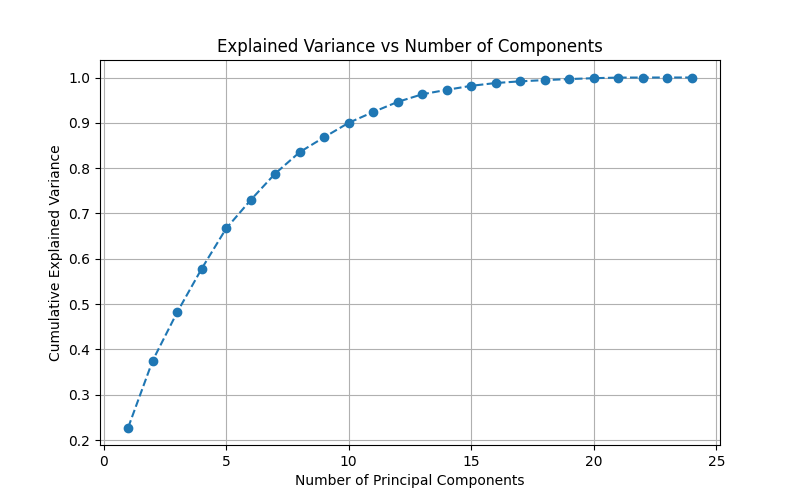 Explained Variance vs Number of Components
Cumulative Explained Variance
1.0
0.9
0.8
0.7
0.6
0.5
0.4
0.3
0.2
0 5 10 15 20 25
Number of Principal Components